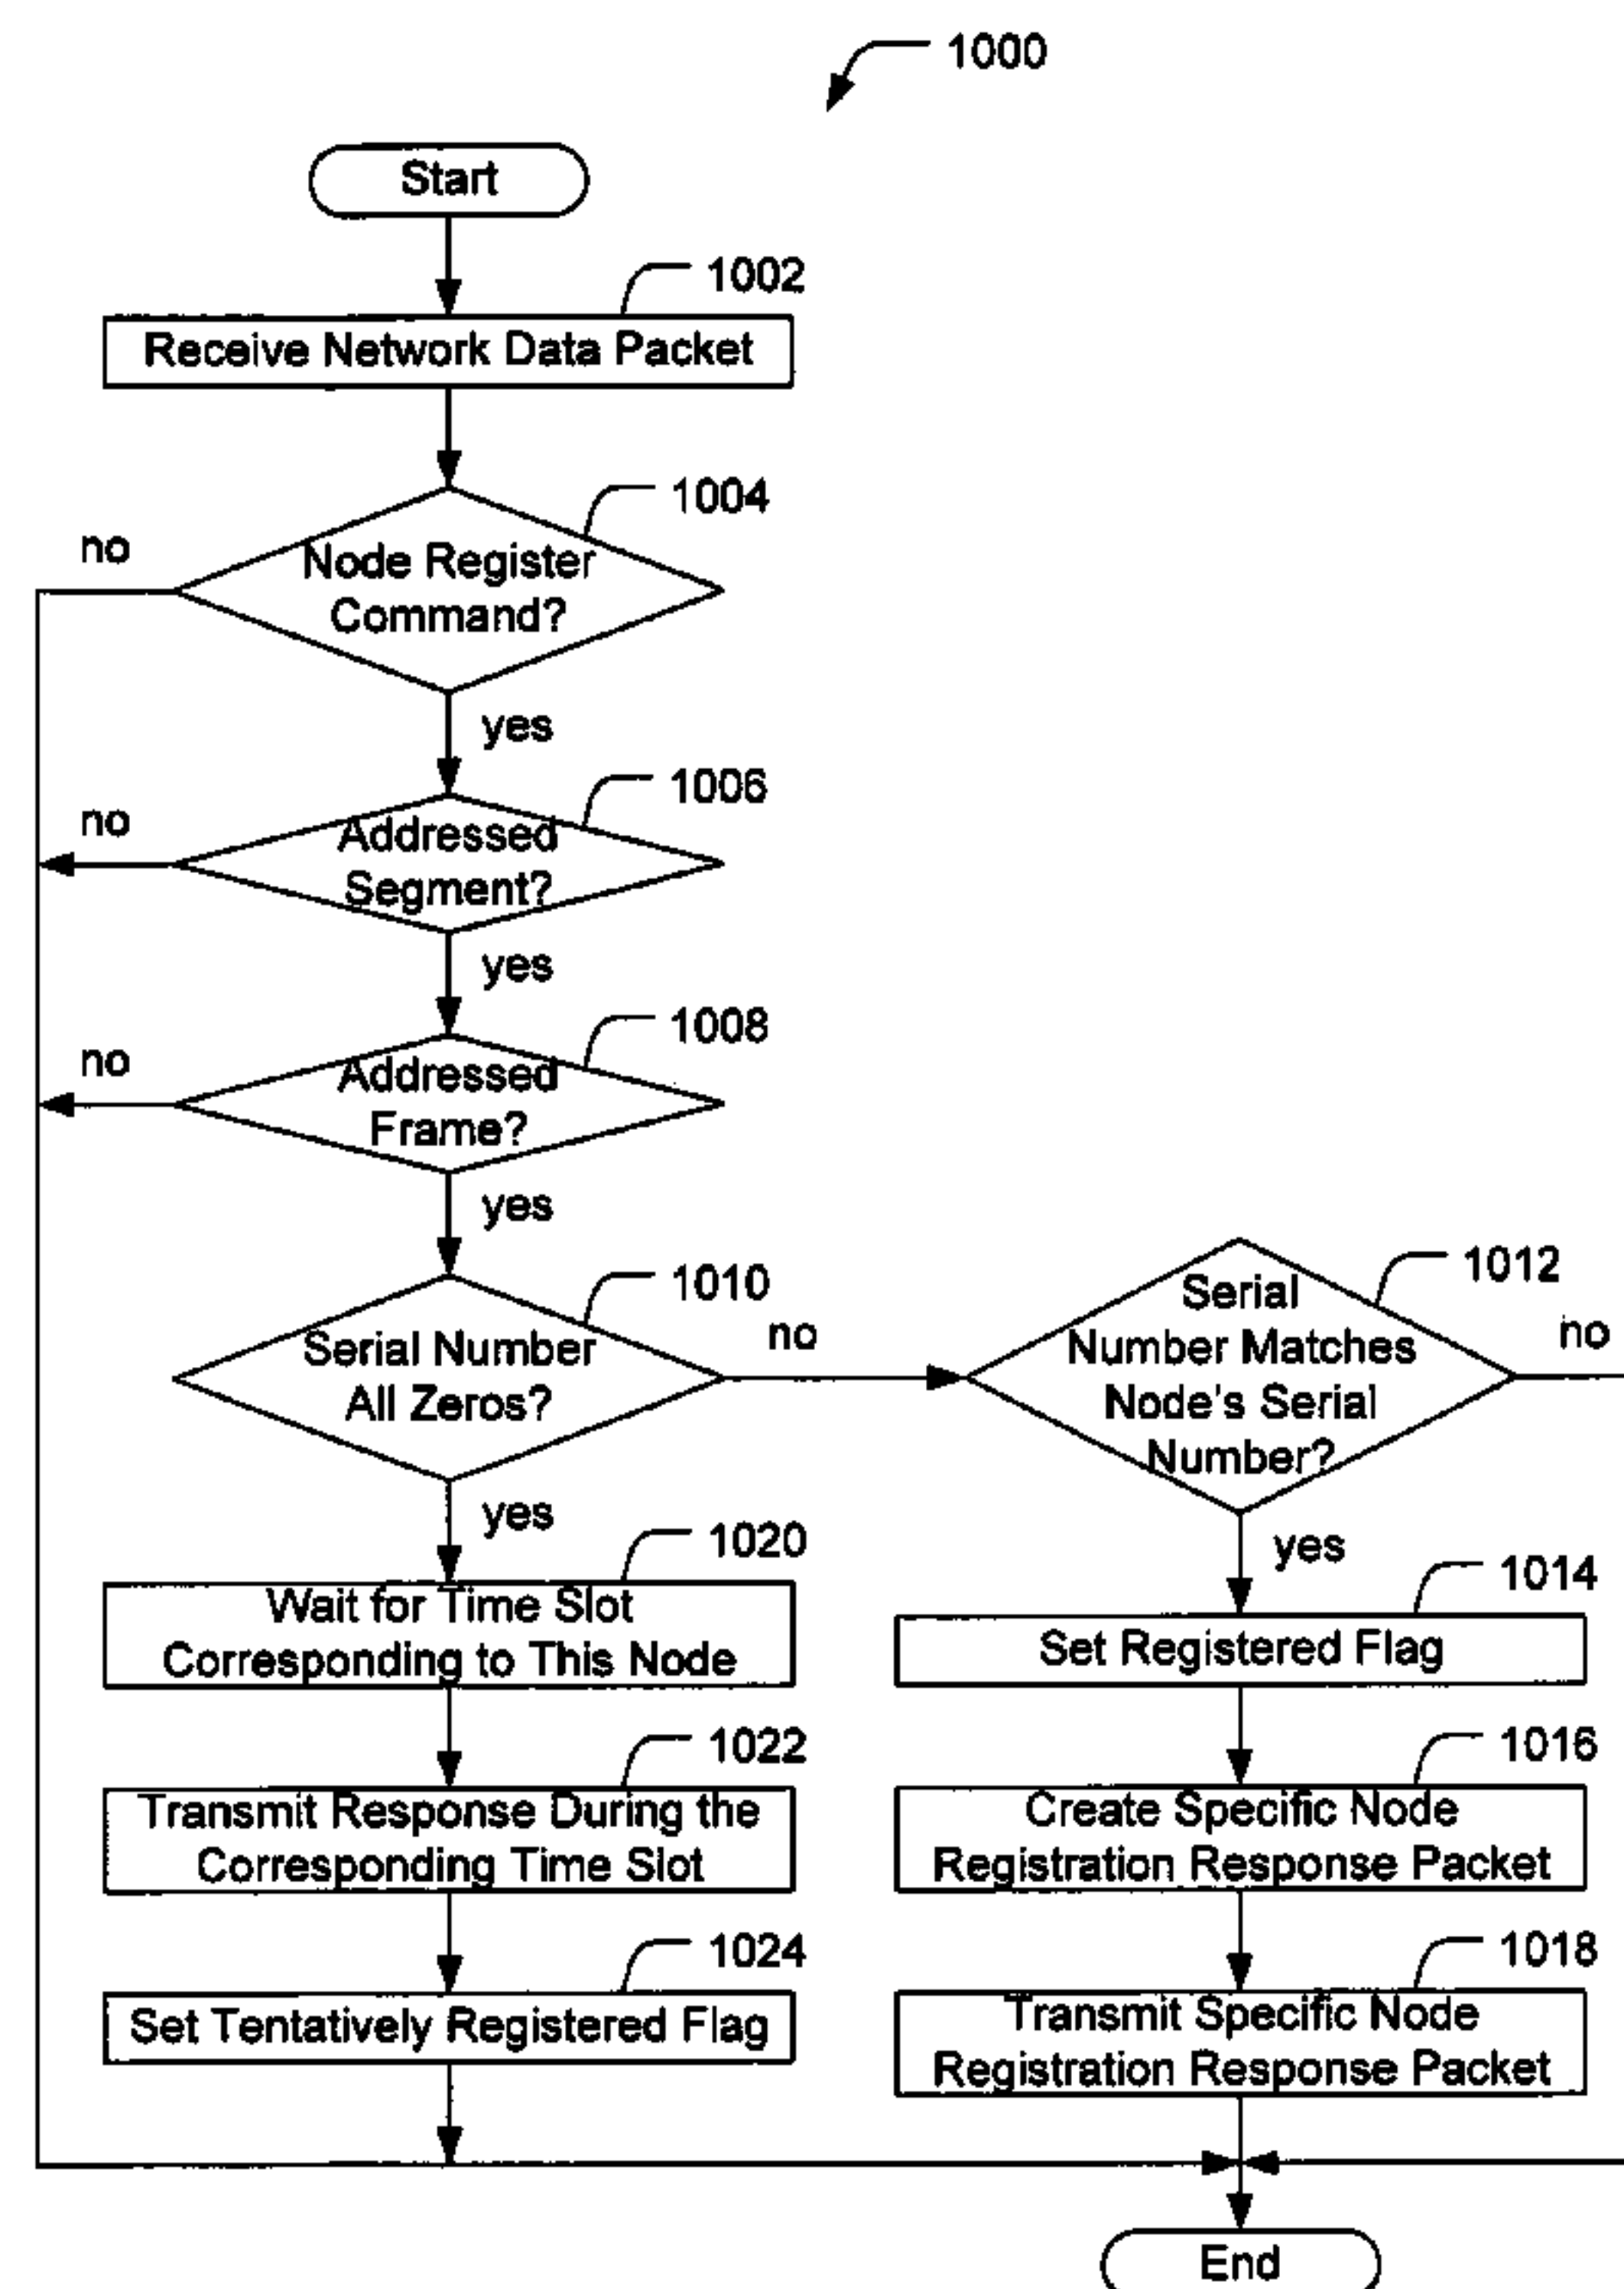 1000
Start
1002
Receive Network Data Packet
1004
no
Node Register
Command?
yes
1006
no
Addressed
Segment?
yes
1008
no
Addressed
Frame?
yes
1010
Serial Number
All Zeros?
no
1012
Serial
Number Matches
Node's Serial
Number?
no
yes
yes
1020
Wait for Time Slot
Corresponding to This Node
1014
Set Registered Flag
1022
Transmit Response During the
Corresponding Time Slot
1016
Create Specific Node
Registration Response Packet
1024
Set Tentatively Registered Flag
1018
Transmit Specific Node
Registration Response Packet
End